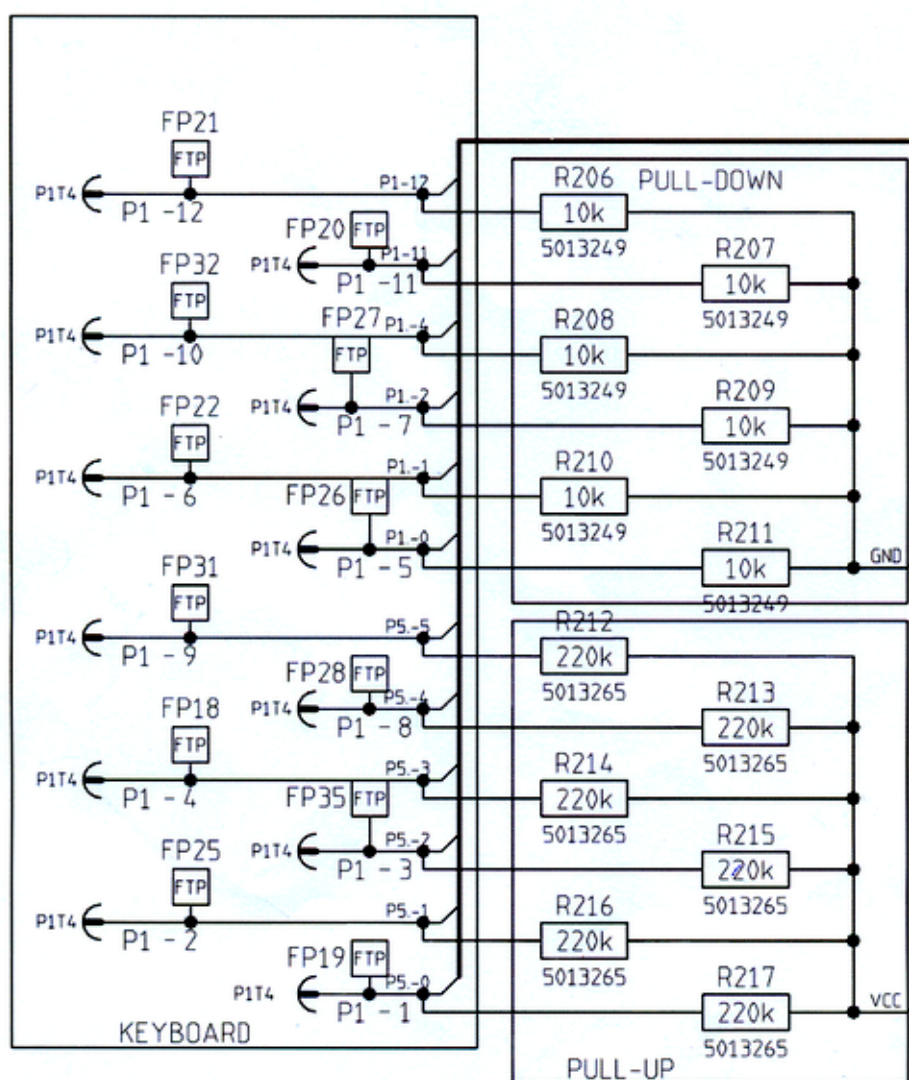 FP21
FTP
P1T4
P1 -12
P1-12
R206
PULL-DOWN
10k
5013249
FP20
FTP
P1T4
P1 -11
P1-11
R207
10k
5013249
FP32
FTP
P1T4
P1 -10
P1.-4
R208
10k
5013249
FP27
FTP
P1T4
P1 -7
P1.-2
R209
10k
5013249
FP22
FTP
P1T4
P1 -6
P1.-1
R210
10k
5013249
FP26
FTP
P1T4
P1 -5
P1.-0
R211
10k
5013249
GND
FP31
FTP
P1T4
P1 -9
P5.-5
R212
220k
5013265
FP28
FTP
P1T4
P1 -8
P5.-4
R213
220k
5013265
FP18
FTP
P1T4
P1 -4
P5.-3
R214
220k
5013265
FP35
FTP
P1T4
P1 -3
P5.-2
R215
220k
5013265
FP25
FTP
P1T4
P1 -2
P5.-1
R216
220k
5013265
FP19
FTP
P1T4
P1 -1
P5.-0
R217
220k
5013265
VCC
KEYBOARD
PULL-UP